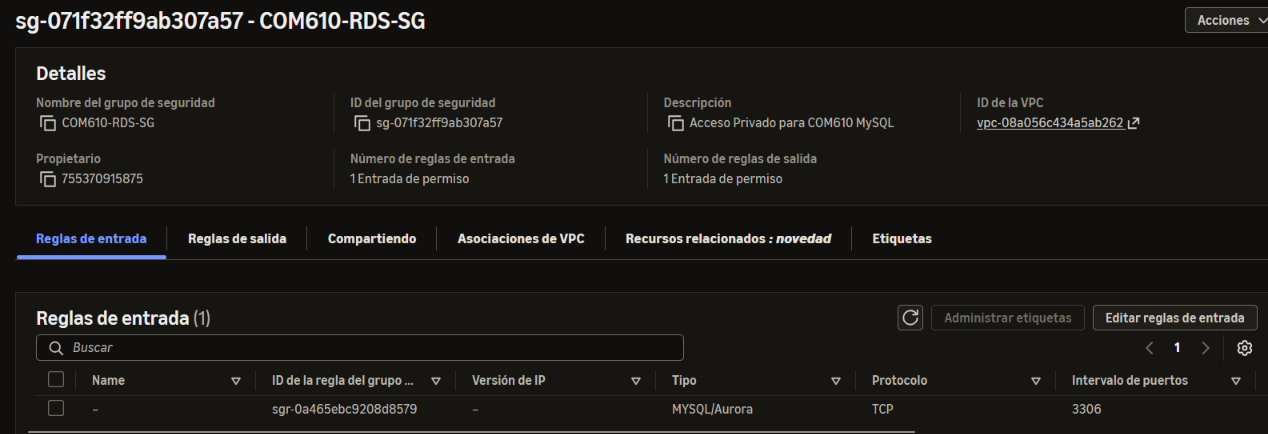 sg-071f32ff9ab307a57 - COM610-RDS-SG
Acciones
Detalles
Nombre del grupo de seguridad
COM610-RDS-SG
ID del grupo de seguridad
sg-071f32ff9ab307a57
Descripción
Acceso Privado para COM610 MySQL
ID de la VPC
vpc-08a056c434a5ab262
Propietario
755370915875
Número de reglas de entrada
1 Entrada de permiso
Número de reglas de salida
1 Entrada de permiso
Reglas de entrada Reglas de salida Compartiendo Asociaciones de VPC Recursos relacionados : novedad Etiquetas
Reglas de entrada (1)
Administrar etiquetas
Editar reglas de entrada
Buscar
1
Name ID de la regla del grupo ... Versión de IP Tipo Protocolo Intervalo de puertos
– sgr-0a465ebc9208d8579 – MYSQL/Aurora TCP 3306